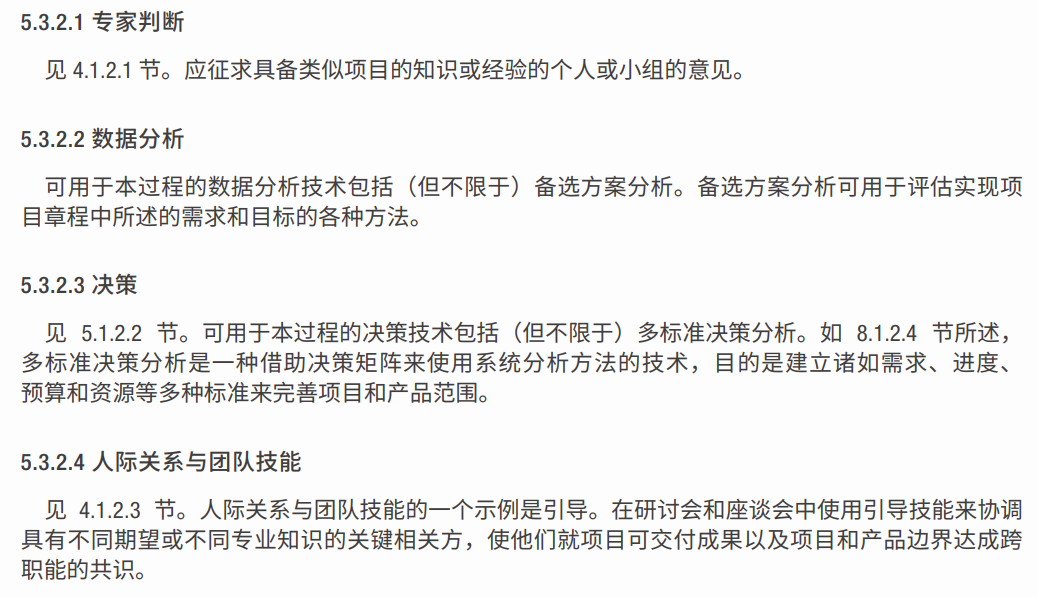 5.3.2.1 专家判断
见 4.1.2.1 节。应征求具备类似项目的知识或经验的个人或小组的意见。
5.3.2.2 数据分析
可用于本过程的数据分析技术包括（但不限于）备选方案分析。备选方案分析可用于评估实现项
目章程中所述的需求和目标的各种方法。
5.3.2.3 决策
见 5.1.2.2 节。可用于本过程的决策技术包括（但不限于）多标准决策分析。如 8.1.2.4 节所述，
多标准决策分析是一种借助决策矩阵来使用系统分析方法的技术，目的是建立诸如需求、进度、
预算和资源等多种标准来完善项目和产品范围。
5.3.2.4 人际关系与团队技能
见 4.1.2.3 节。人际关系与团队技能的一个示例是引导。在研讨会和座谈会中使用引导技能来协调
具有不同期望或不同专业知识的关键相关方，使他们就项目可交付成果以及项目和产品边界达成跨
职能的共识。